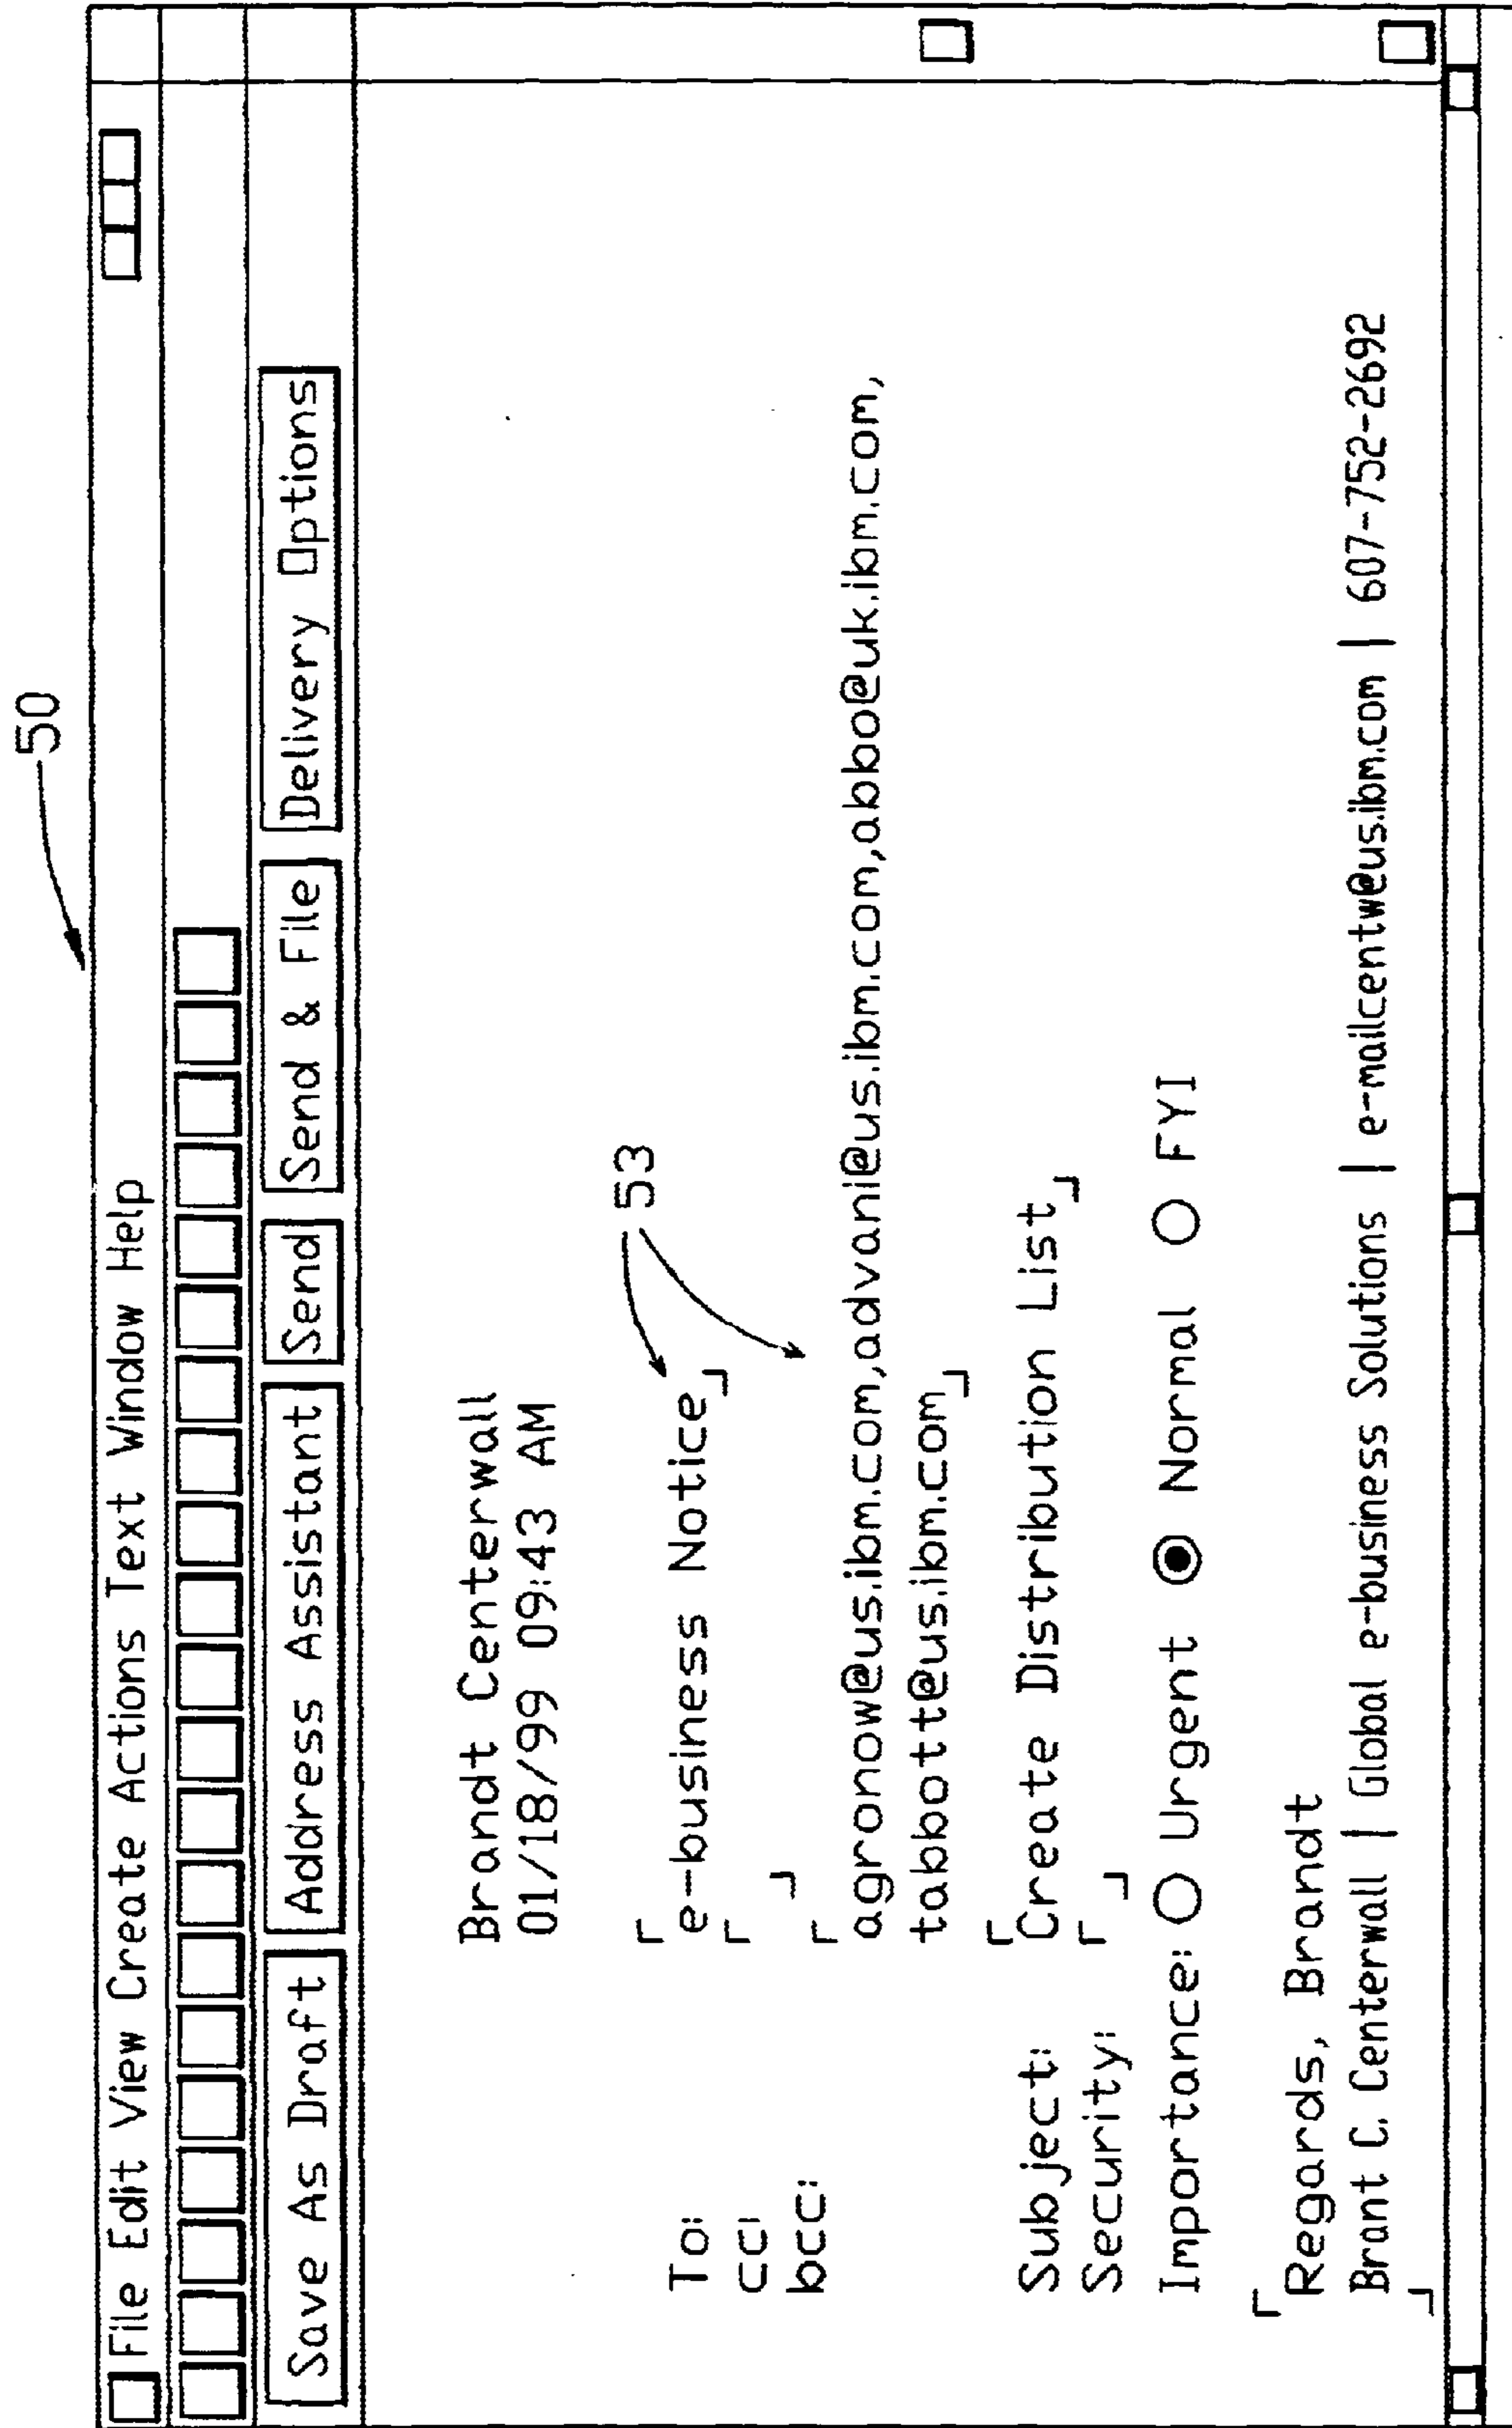 50
File Edit View Create Actions Text Window Help
Save As Draft Address Assistant Send Send & File Delivery Options
Brandt Centerwall
01/18/99 09:43 AM
53
To: e-business Notice
cc:
bcc:
agronow@us.ibm.com,advani@us.ibm.com,abbo@uk.ibm.com,
tabbott@us.ibm.com
Subject: Create Distribution List
Security:
Importance: Urgent Normal FYI
Regards, Brandt
Brant C. Centerwall | Global e-business Solutions | e-mailcentw@us.ibm.com | 607-752-2692